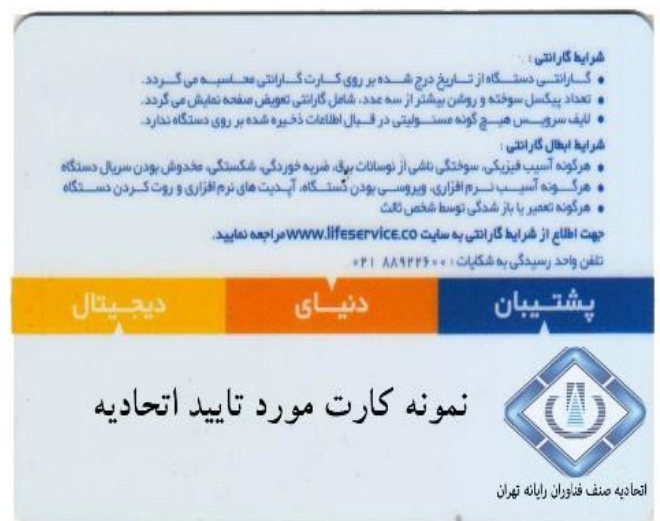 شرایط گارانتی :
• گارانتی دستگاه از تاریخ درج شده بر روی کارت گارانتی محاسبه می گردد.
• تعداد پیکسل سوخته و روشن بیشتر از سه عدد، شامل گارانتی تعویض صفحه نمایش می گردد.
• لایف سرویس هیچ گونه مسئولیتی در قبال اطلاعات ذخیره شده بر روی دستگاه ندارد.
شرایط ابطال گارانتی :
• هرگونه آسیب فیزیکی، سوختگی ناشی از نوسانات برق، ضربه خوردگی، شکستگی، مخدوش بودن سریال دستگاه
• هرگونه آسیب نرم افزاری، ویروسی بودن دستگاه، آپدیت های نرم افزاری و روت کردن دستگاه
• هرگونه تعمیر یا باز شدگی توسط شخص ثالث
جهت اطلاع از شرایط گارانتی به سایت www.lifeservice.co مراجعه نمایید.
تلفن واحد رسیدگی به شکایات : ۸۸۹۲۲۶۰۰ ۰۲۱
پشتیبان دنیای دیجیتال
نمونه کارت مورد تایید اتحادیه
اتحادیه صنف فناوران رایانه تهران